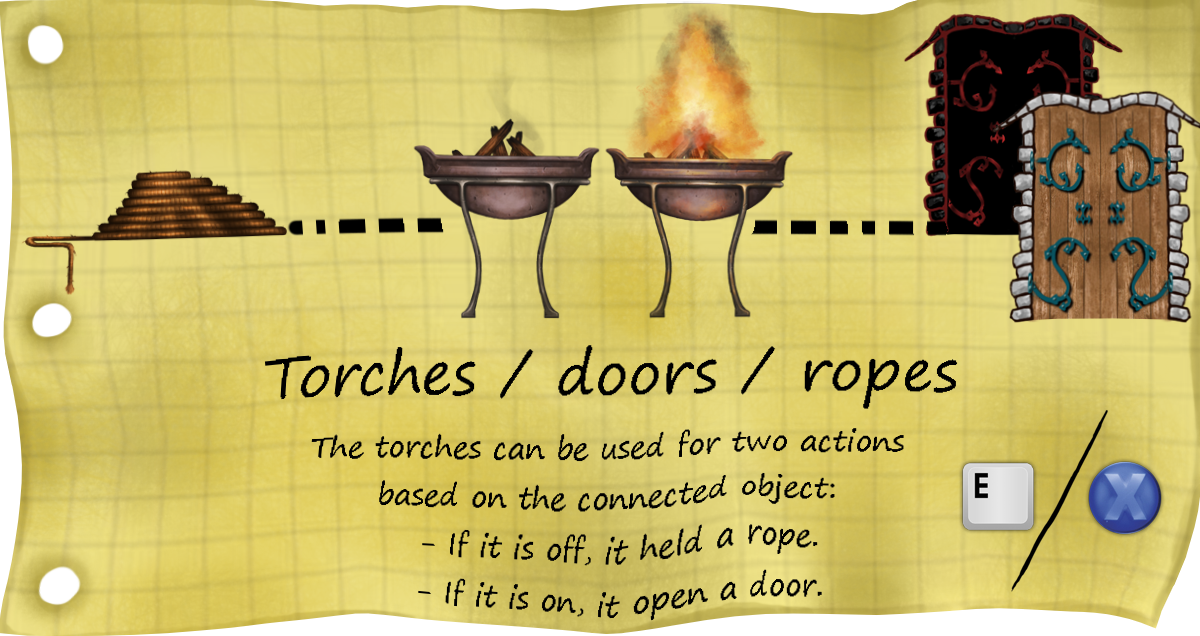 Torches / doors / ropes
The torches can be used for two actions
based on the connected object:
- If it is off, it held a rope.
- If it is on, it open a door.
E / X